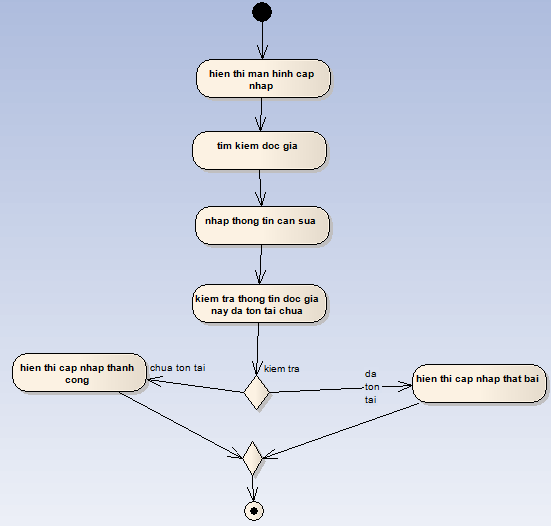 hien thi man hinh cap
nhap
tim kiem doc gia
nhap thong tin can sua
kiem tra thong tin doc gia
nay da ton tai chua
kiem tra
hien thi cap nhap thanh
cong
chua ton tai
da
ton
tai
hien thi cap nhap that bai